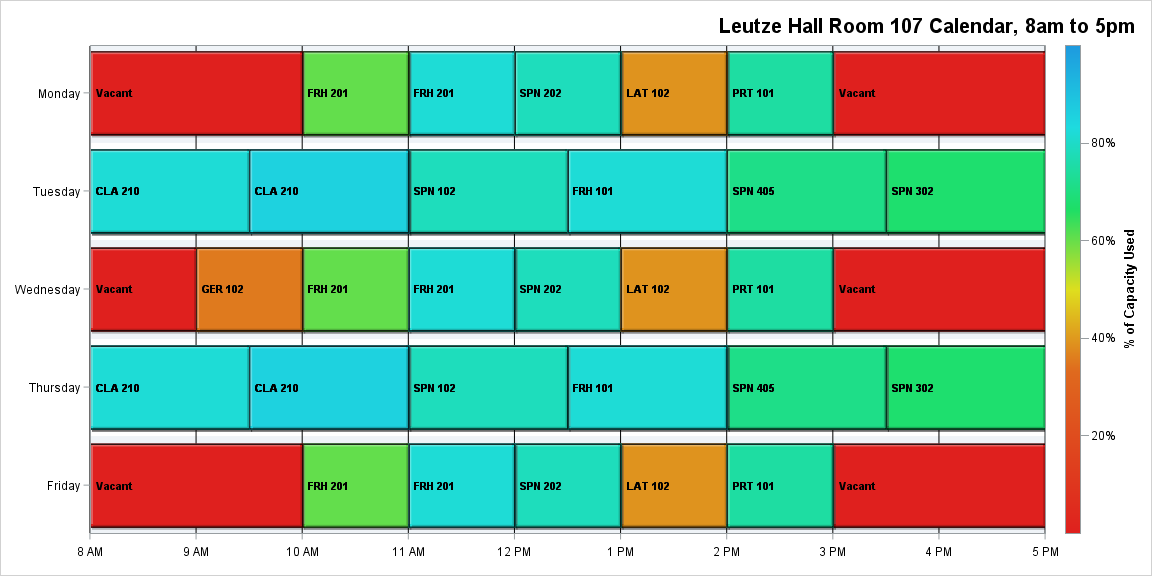 Leutze Hall Room 107 Calendar, 8am to 5pm
Monday
Vacant
FRH 201
FRH 201
SPN 202
LAT 102
PRT 101
Vacant
Tuesday
CLA 210
CLA 210
SPN 102
FRH 101
SPN 405
SPN 302
Wednesday
Vacant
GER 102
FRH 201
FRH 201
SPN 202
LAT 102
PRT 101
Vacant
Thursday
CLA 210
CLA 210
SPN 102
FRH 101
SPN 405
SPN 302
Friday
Vacant
FRH 201
FRH 201
SPN 202
LAT 102
PRT 101
Vacant
8 AM
9 AM
10 AM
11 AM
12 PM
1 PM
2 PM
3 PM
4 PM
5 PM
80%
60%
40%
20%
% of Capacity Used